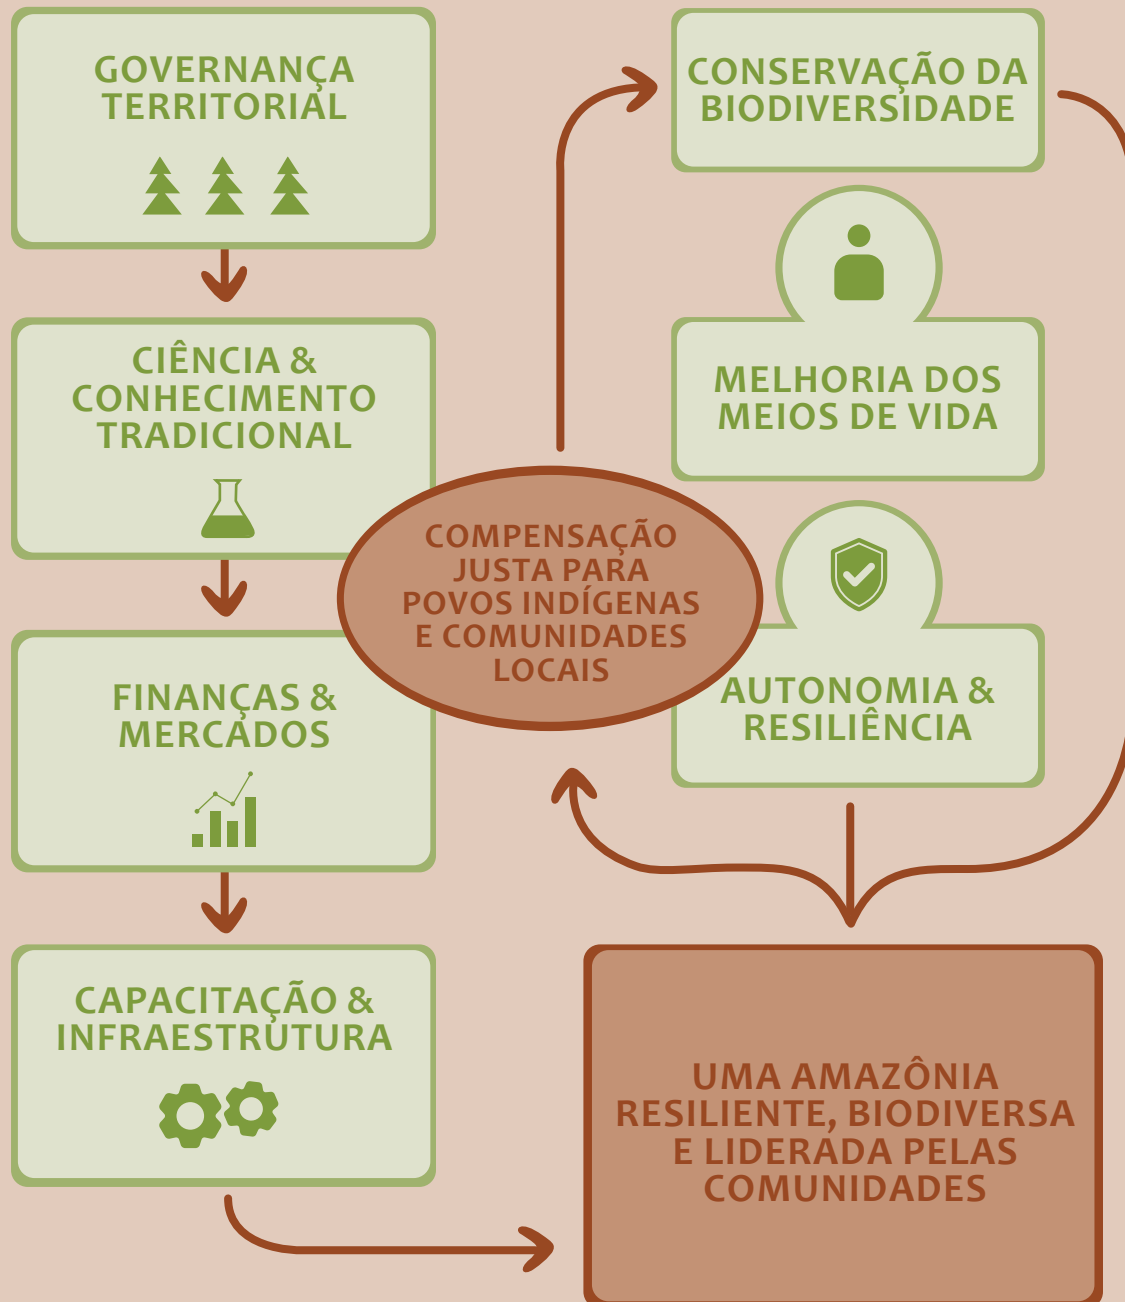 GOVERNANÇA
TERRITORIAL
CIÊNCIA &
CONHECIMENTO
TRADICIONAL
FINANÇAS &
MERCADOS
CAPACITAÇÃO &
INFRAESTRUTURA
COMPENSAÇÃO
JUSTA PARA
POVOS INDÍGENAS
E COMUNIDADES
LOCAIS
CONSERVAÇÃO DA
BIODIVERSIDADE
MELHORIA DOS
MEIOS DE VIDA
AUTONOMIA &
RESILIÊNCIA
UMA AMAZÔNIA
RESILIENTE, BIODIVERSA
E LIDERADA PELAS
COMUNIDADES